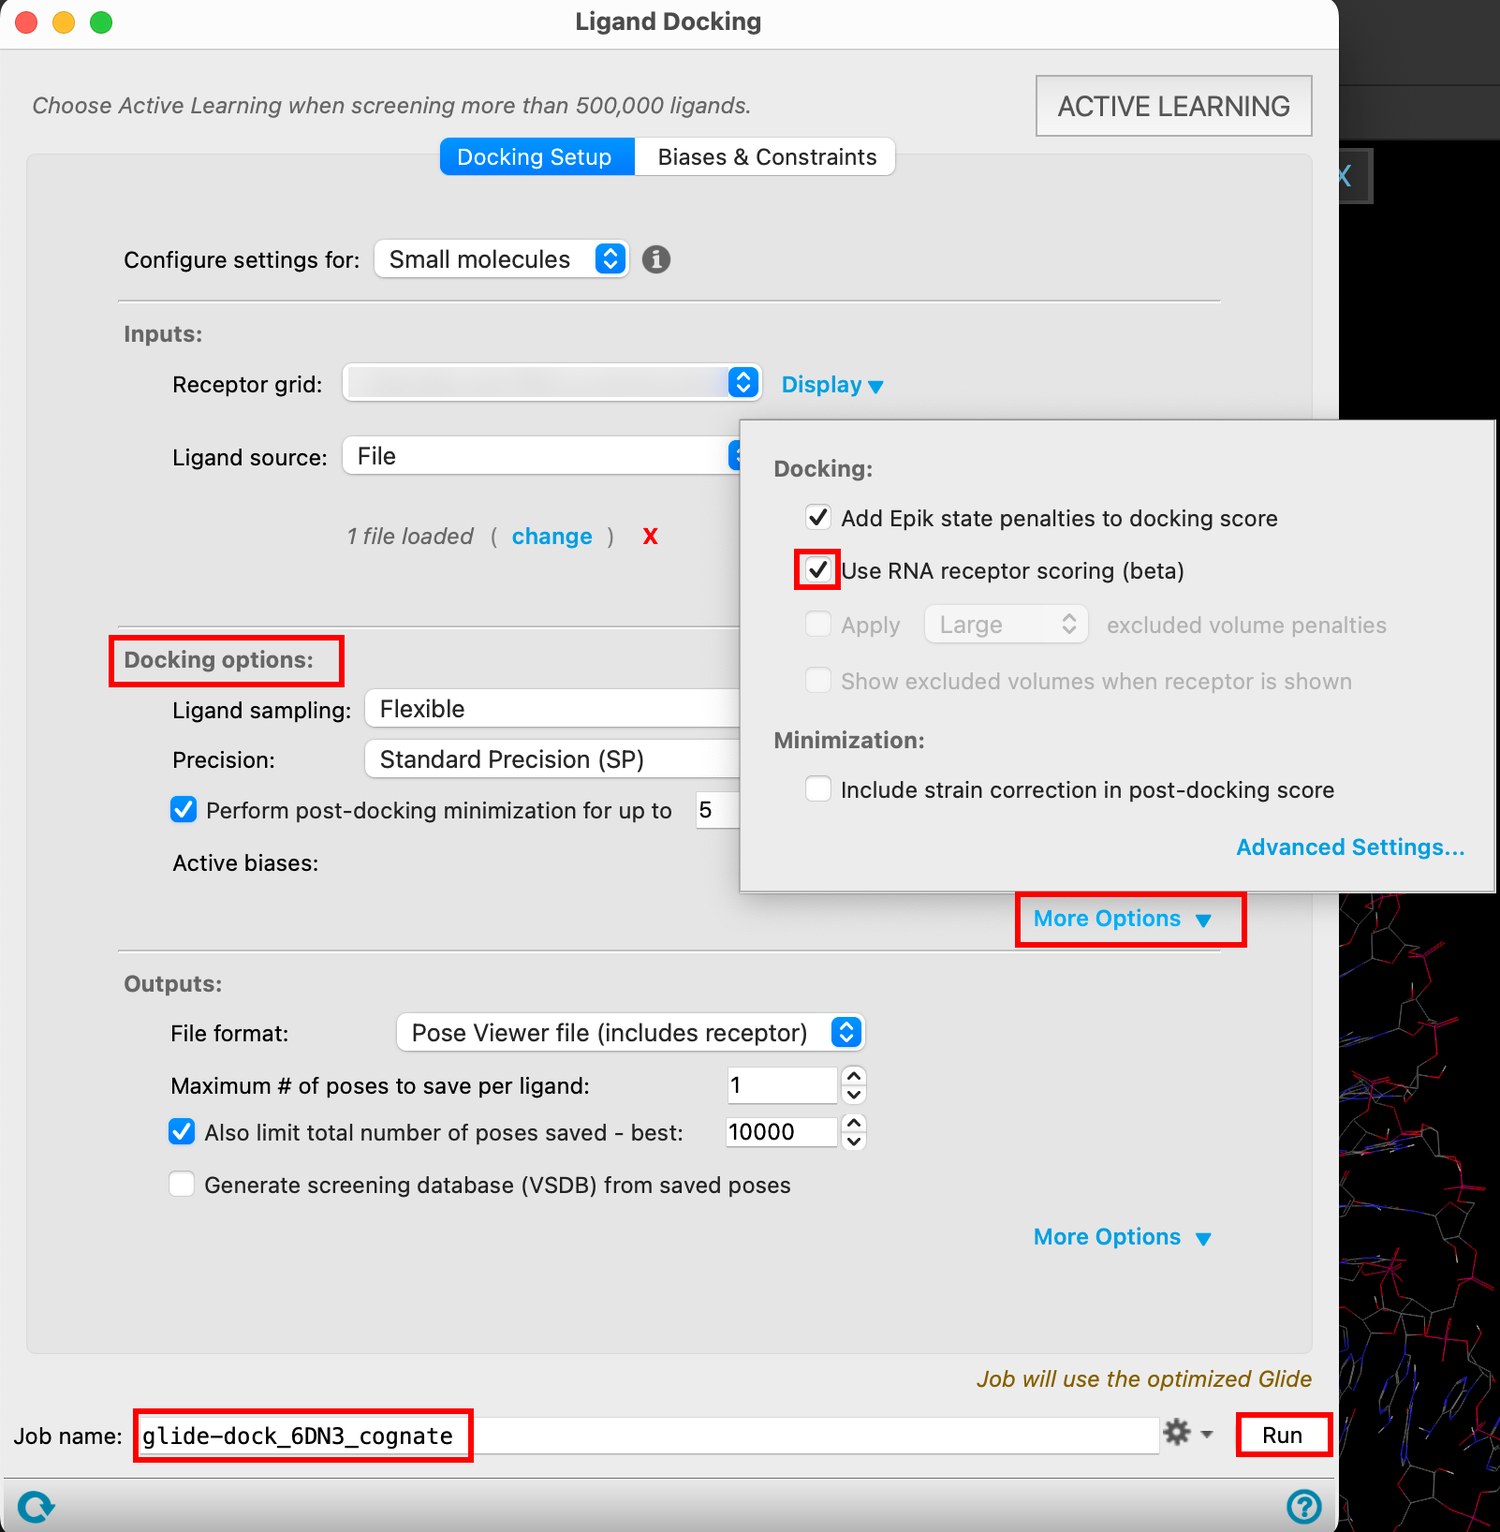 Ligand Docking
Choose Active Learning when screening more than 500,000 ligands.
ACTIVE LEARNING
Docking Setup
Biases & Constraints
X
Configure settings for: Small molecules
Inputs:
Receptor grid:
Display
Ligand source: File
1 file loaded ( change ) X
Docking:
Add Epik state penalties to docking score
Use RNA receptor scoring (beta)
Apply Large excluded volume penalties
Show excluded volumes when receptor is shown
Minimization:
Include strain correction in post-docking score
Advanced Settings...
Docking options:
Ligand sampling: Flexible
Precision: Standard Precision (SP)
Perform post-docking minimization for up to 5
Active biases:
More Options
Outputs:
File format: Pose Viewer file (includes receptor)
Maximum # of poses to save per ligand: 1
Also limit total number of poses saved - best: 10000
Generate screening database (VSDB) from saved poses
More Options
Job will use the optimized Glide
Job name: glide-dock_6DN3_cognate
Run
?